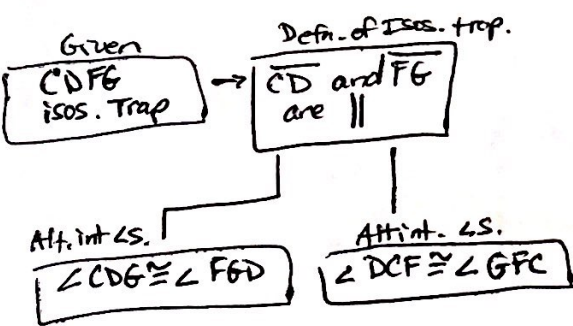 Given
CDFG
isos. Trap
Defn. of Isos. trap.
CD and FG
are ||
Alt. int ∠s.
∠CDG ≅ ∠FGD
Alt int. ∠s.
∠DCF ≅ ∠GFC